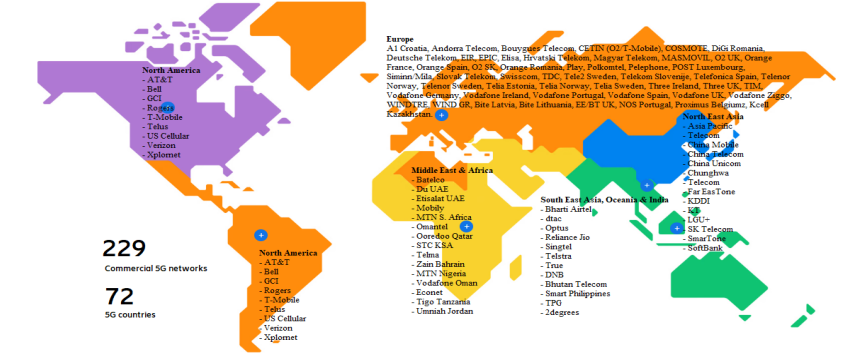 Europe
A1 Croatia, Andorra Telecom, Bouygues Telecom, CETIN (O2/T-Mobile), COSMOTE, DiGi Romania,
Deutsche Telekom, EIR, EPIC, Elisa, Hrvatski Telekom, Magyar Telekom, MASMOVIL, O2 UK, Orange
France, Orange Spain, O2 SK, Orange Romania, Play, Polkomtel, Pelephone, POST Luxembourg,
Siminn/Mila, Slovak Telekom, Swisscom, TDC, Tele2 Sweden, Telekom Slovenije, Telefonica Spain, Telenor
Norway, Telenor Sweden, Telia Estonia, Telia Norway, Telia Sweden, Three Ireland, Three UK, TIM,
Vodafone Germany, Vodafone Ireland, Vodafone Portugal, Vodafone Spain, Vodafone UK, Vodafone Ziggo,
WINDTRE, WIND GR, Bite Latvia, Bite Lithuania, EE/BT UK, NOS Portugal, Proximus Belgiumz, Kcell
Kazakhstan.
North America
- AT&T
- Bell
- GCI
- Rogers
- T-Mobile
- Telus
- US Cellular
- Verizon
- Xplornet
North East Asia
- Asia Pacific
- Telecom
- China Mobile
- China Telecom
- China Unicom
- Chunghwa
- Telecom
- Far EasTone
- KDDI
- KT
- LGU+
- SK Telecom
- SmarTone
- SoftBank
Middle East & Africa
- Batelco
- Du UAE
- Etisalat UAE
- Mobily
- MTN S. Africa
- Omantel
- Ooredoo Qatar
- STC KSA
- Telma
- Zain Bahrain
- MTN Nigeria
- Vodafone Oman
- Econet
- Tigo Tanzania
- Umniah Jordan
South East Asia, Oceania & India
- Bharti Airtel
- dtac
- Optus
- Reliance Jio
- Singtel
- Telstra
- True
- DNB
- Bhutan Telecom
- Smart Philippines
- TPG
- 2degrees
North America
- AT&T
- Bell
- GCI
- Rogers
- T-Mobile
- Telus
- US Cellular
- Verizon
- Xplornet
229
Commercial 5G networks
72
5G countries